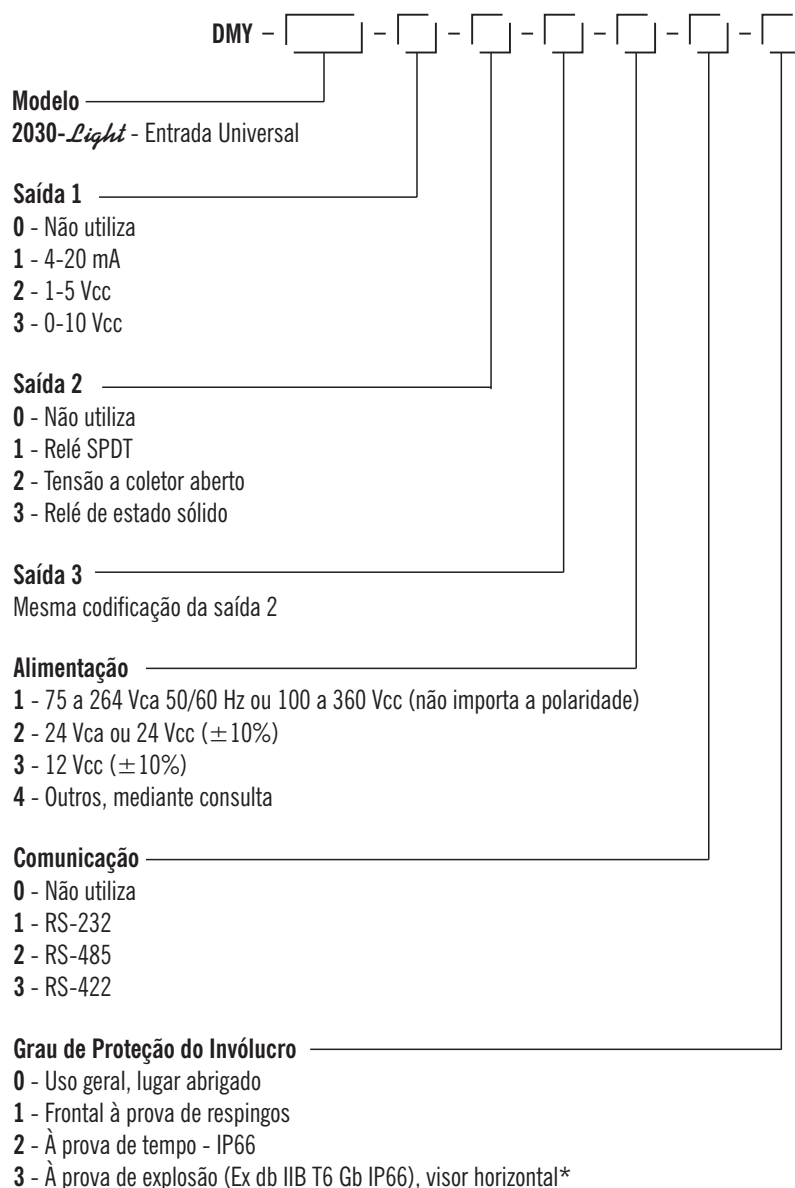 DMY - - - - - - -
Modelo
2030-Light - Entrada Universal
Saída 1
0 - Não utiliza
1 - 4-20 mA
2 - 1-5 Vcc
3 - 0-10 Vcc
Saída 2
0 - Não utiliza
1 - Relé SPDT
2 - Tensão a coletor aberto
3 - Relé de estado sólido
Saída 3
Mesma codificação da saída 2
Alimentação
1 - 75 a 264 Vca 50/60 Hz ou 100 a 360 Vcc (não importa a polaridade)
2 - 24 Vca ou 24 Vcc (±10%)
3 - 12 Vcc (±10%)
4 - Outros, mediante consulta
Comunicação
0 - Não utiliza
1 - RS-232
2 - RS-485
3 - RS-422
Grau de Proteção do Invólucro
0 - Uso geral, lugar abrigado
1 - Frontal à prova de respingos
2 - À prova de tempo - IP66
3 - À prova de explosão (Ex db IIB T6 Gb IP66), visor horizontal*